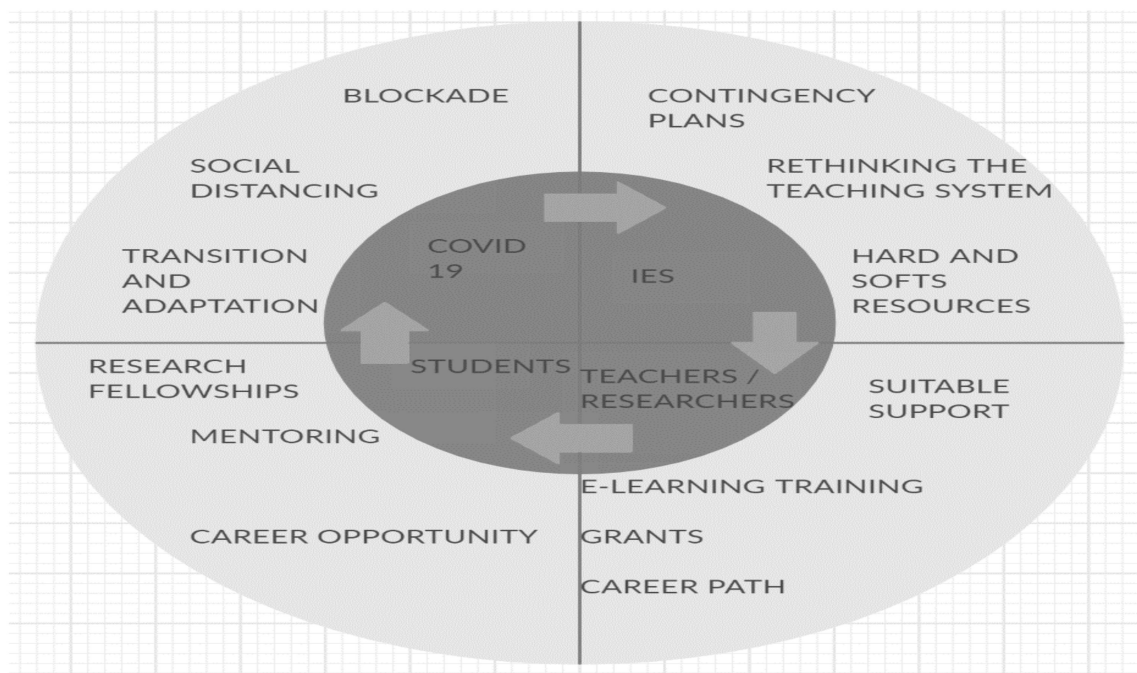 BLOCKADE
SOCIAL
DISTANCING
TRANSITION
AND
ADAPTATION
COVID
19
CONTINGENCY
PLANS
RETHINKING THE
TEACHING SYSTEM
HARD AND
SOFTS
RESOURCES
IES
TEACHERS /
RESEARCHERS
SUITABLE
SUPPORT
E-LEARNING TRAINING
GRANTS
CAREER PATH
STUDENTS
RESEARCH
FELLOWSHIPS
MENTORING
CAREER OPPORTUNITY